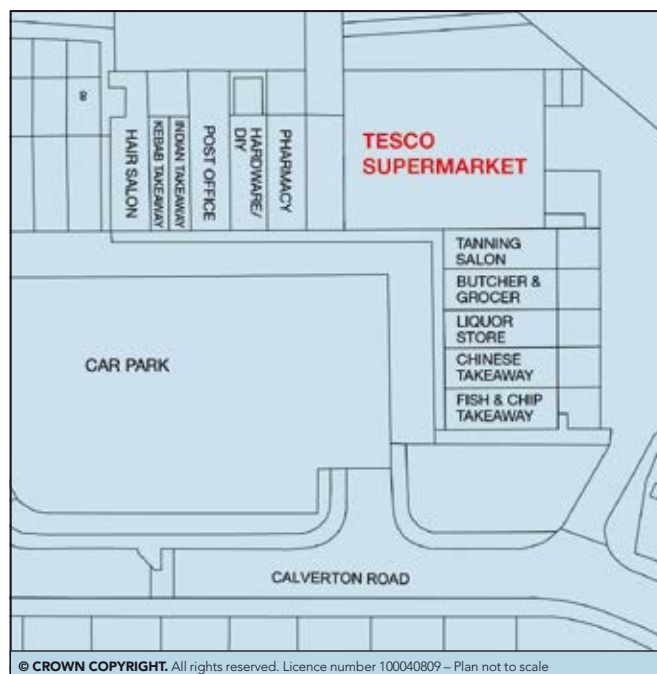 8
HAIR SALON
KEBAB TAKEAWAY
INDIAN TAKEAWAY
POST OFFICE
HARDWARE/
DIY
PHARMACY
TESCO
SUPERMARKET
TANNING
SALON
BUTCHER &
GROCER
LIQUOR
STORE
CHINESE
TAKEAWAY
FISH & CHIP
TAKEAWAY
CAR PARK
CALVERTON ROAD
© CROWN COPYRIGHT. All rights reserved. Licence number 100040809 – Plan not to scale